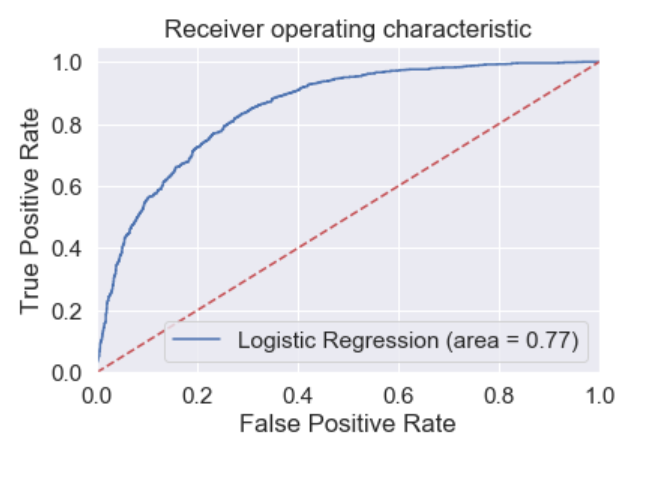 Receiver operating characteristic
True Positive Rate
1.0
0.8
0.6
0.4
0.2
0.0
Logistic Regression (area = 0.77)
0.0 0.2 0.4 0.6 0.8 1.0
False Positive Rate